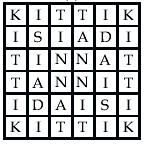 K I T T I K
I S I A D I
T I N N A T
T A N N I T
I D A I S I
K I T T I K